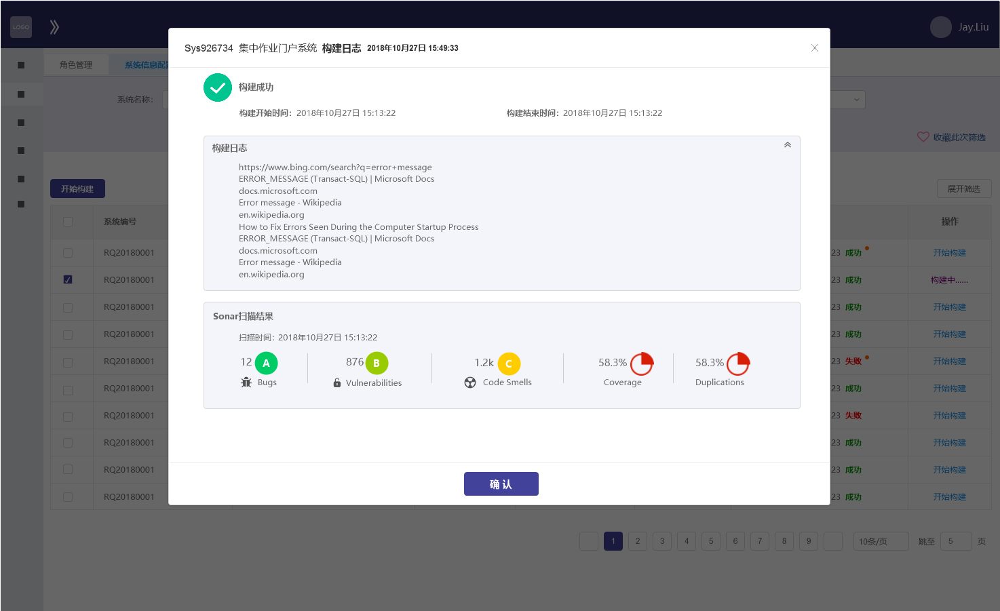 LOGO
Jay.Liu
Sys926734 集中作业门户系统 构建日志 2018年10月27日 15:49:33
角色管理
系统信息配
构建成功
系统名称：
构建开始时间：2018年10月27日 15:13:22
构建结束时间：2018年10月27日 15:13:22
收藏此次筛选
构建日志
https://www.bing.com/search?q=error+message
ERROR_MESSAGE (Transact-SQL) | Microsoft Docs
docs.microsoft.com
Error message - Wikipedia
en.wikipedia.org
How to Fix Errors Seen During the Computer Startup Process
ERROR_MESSAGE (Transact-SQL) | Microsoft Docs
docs.microsoft.com
Error message - Wikipedia
en.wikipedia.org
Sonar扫描结果
扫描时间：2018年10月27日 15:13:22
12 A 876 B 1.2k C 58.3% 58.3%
Bugs Vulnerabilities Code Smells Coverage Duplications
确 认
开始构建
展开筛选
系统编号 操作
RQ20180001 23 成功 开始构建
RQ20180001 23 成功 构建中......
RQ20180001 23 成功 开始构建
RQ20180001 23 成功 开始构建
RQ20180001 23 失败 开始构建
RQ20180001 23 成功 开始构建
RQ20180001 23 失败 开始构建
RQ20180001 23 成功 开始构建
RQ20180001 23 成功 开始构建
RQ20180001 23 成功 开始构建
1 2 3 4 5 6 7 8 9 10条/页 跳至 5 页